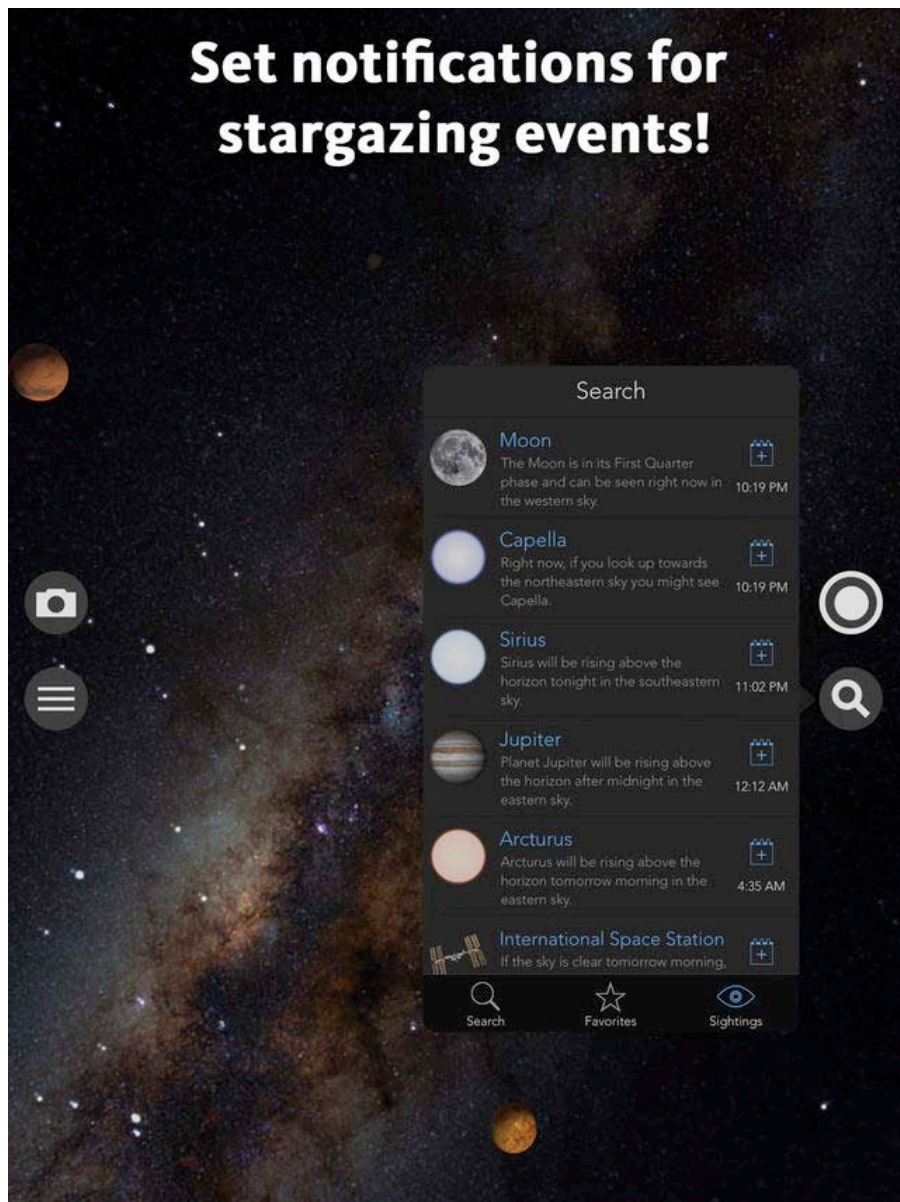 Set notifications for
stargazing events!
Search
Moon
The Moon is in its First Quarter
phase and can be seen right now in
the western sky.
10:19 PM
Capella
Right now, if you look up towards
the northeastern sky you might see
Capella.
10:19 PM
Sirius
Sirius will be rising above the
horizon tonight in the southeastern
sky.
11:02 PM
Jupiter
Planet Jupiter will be rising above
the horizon after midnight in the
eastern sky.
12:12 AM
Arcturus
Arcturus will be rising above the
horizon tomorrow morning in the
eastern sky.
4:35 AM
International Space Station
If the sky is clear tomorrow morning,
Search
Favorites
Sightings